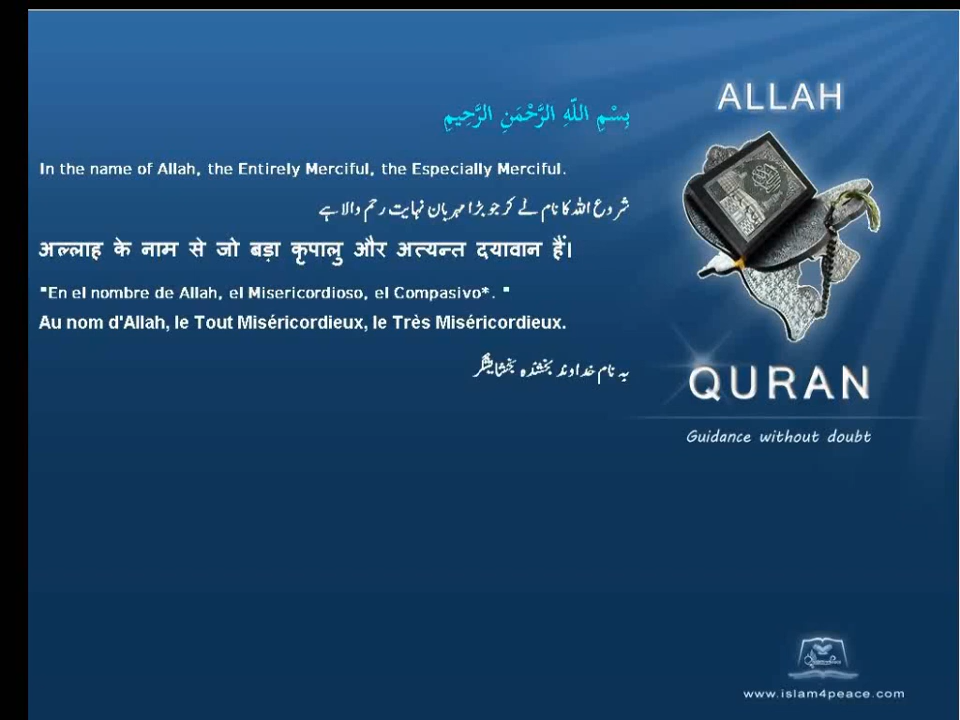 بِسْمِ اللّهِ الرَّحْمَنِ الرَّحِيمِ
In the name of Allah, the Entirely Merciful, the Especially Merciful.
شروع الله کا نام لے کر جو بڑا مہربان نہایت رحم والا ہے
अल्लाह के नाम से जो बड़ा कृपालु और अत्यन्त दयावान हैं।
"En el nombre de Allah, el Misericordioso, el Compasivo*. "
Au nom d'Allah, le Tout Miséricordieux, le Très Miséricordieux.
به نام خداوند بخشنده بخشایشگر
ALLAH
QURAN
Guidance without doubt
www.islam4peace.com